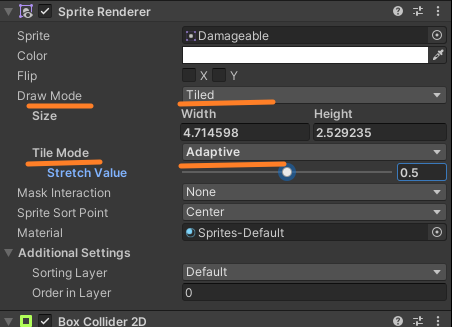 Sprite Renderer
Sprite Damageable
Color
Flip X Y
Draw Mode Tiled
Size Width Height
4.714598 2.529235
Tile Mode Adaptive
Stretch Value 0.5
Mask Interaction None
Sprite Sort Point Center
Material Sprites-Default
Additional Settings
Sorting Layer Default
Order in Layer 0
Box Collider 2D